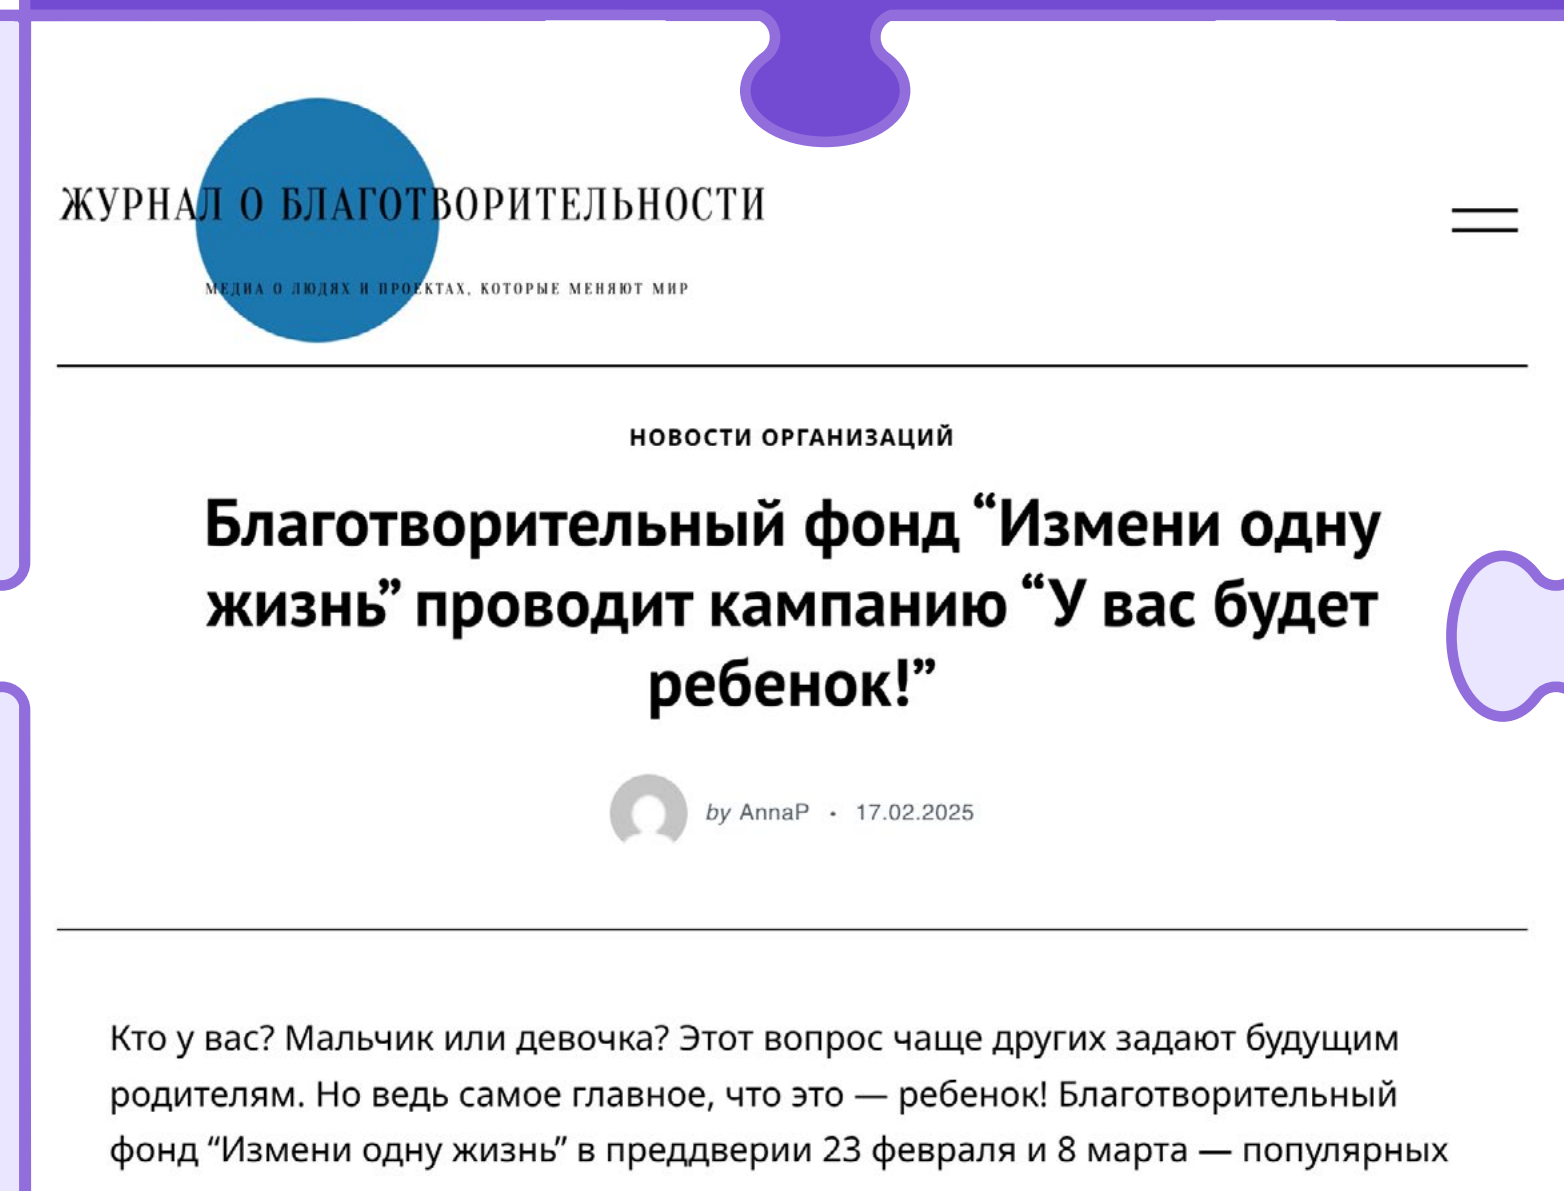 ЖУРНАЛ О БЛАГОТВОРИТЕЛЬНОСТИ
МЕДИА О ЛЮДЯХ И ПРОЕКТАХ, КОТОРЫЕ МЕНЯЮТ МИР
НОВОСТИ ОРГАНИЗАЦИЙ
Благотворительный фонд “Измени одну
жизнь” проводит кампанию “У вас будет
ребенок!”
by AnnaP • 17.02.2025
Кто у вас? Мальчик или девочка? Этот вопрос чаще других задают будущим
родителям. Но ведь самое главное, что это — ребенок! Благотворительный
фонд “Измени одну жизнь” в преддверии 23 февраля и 8 марта — популярных